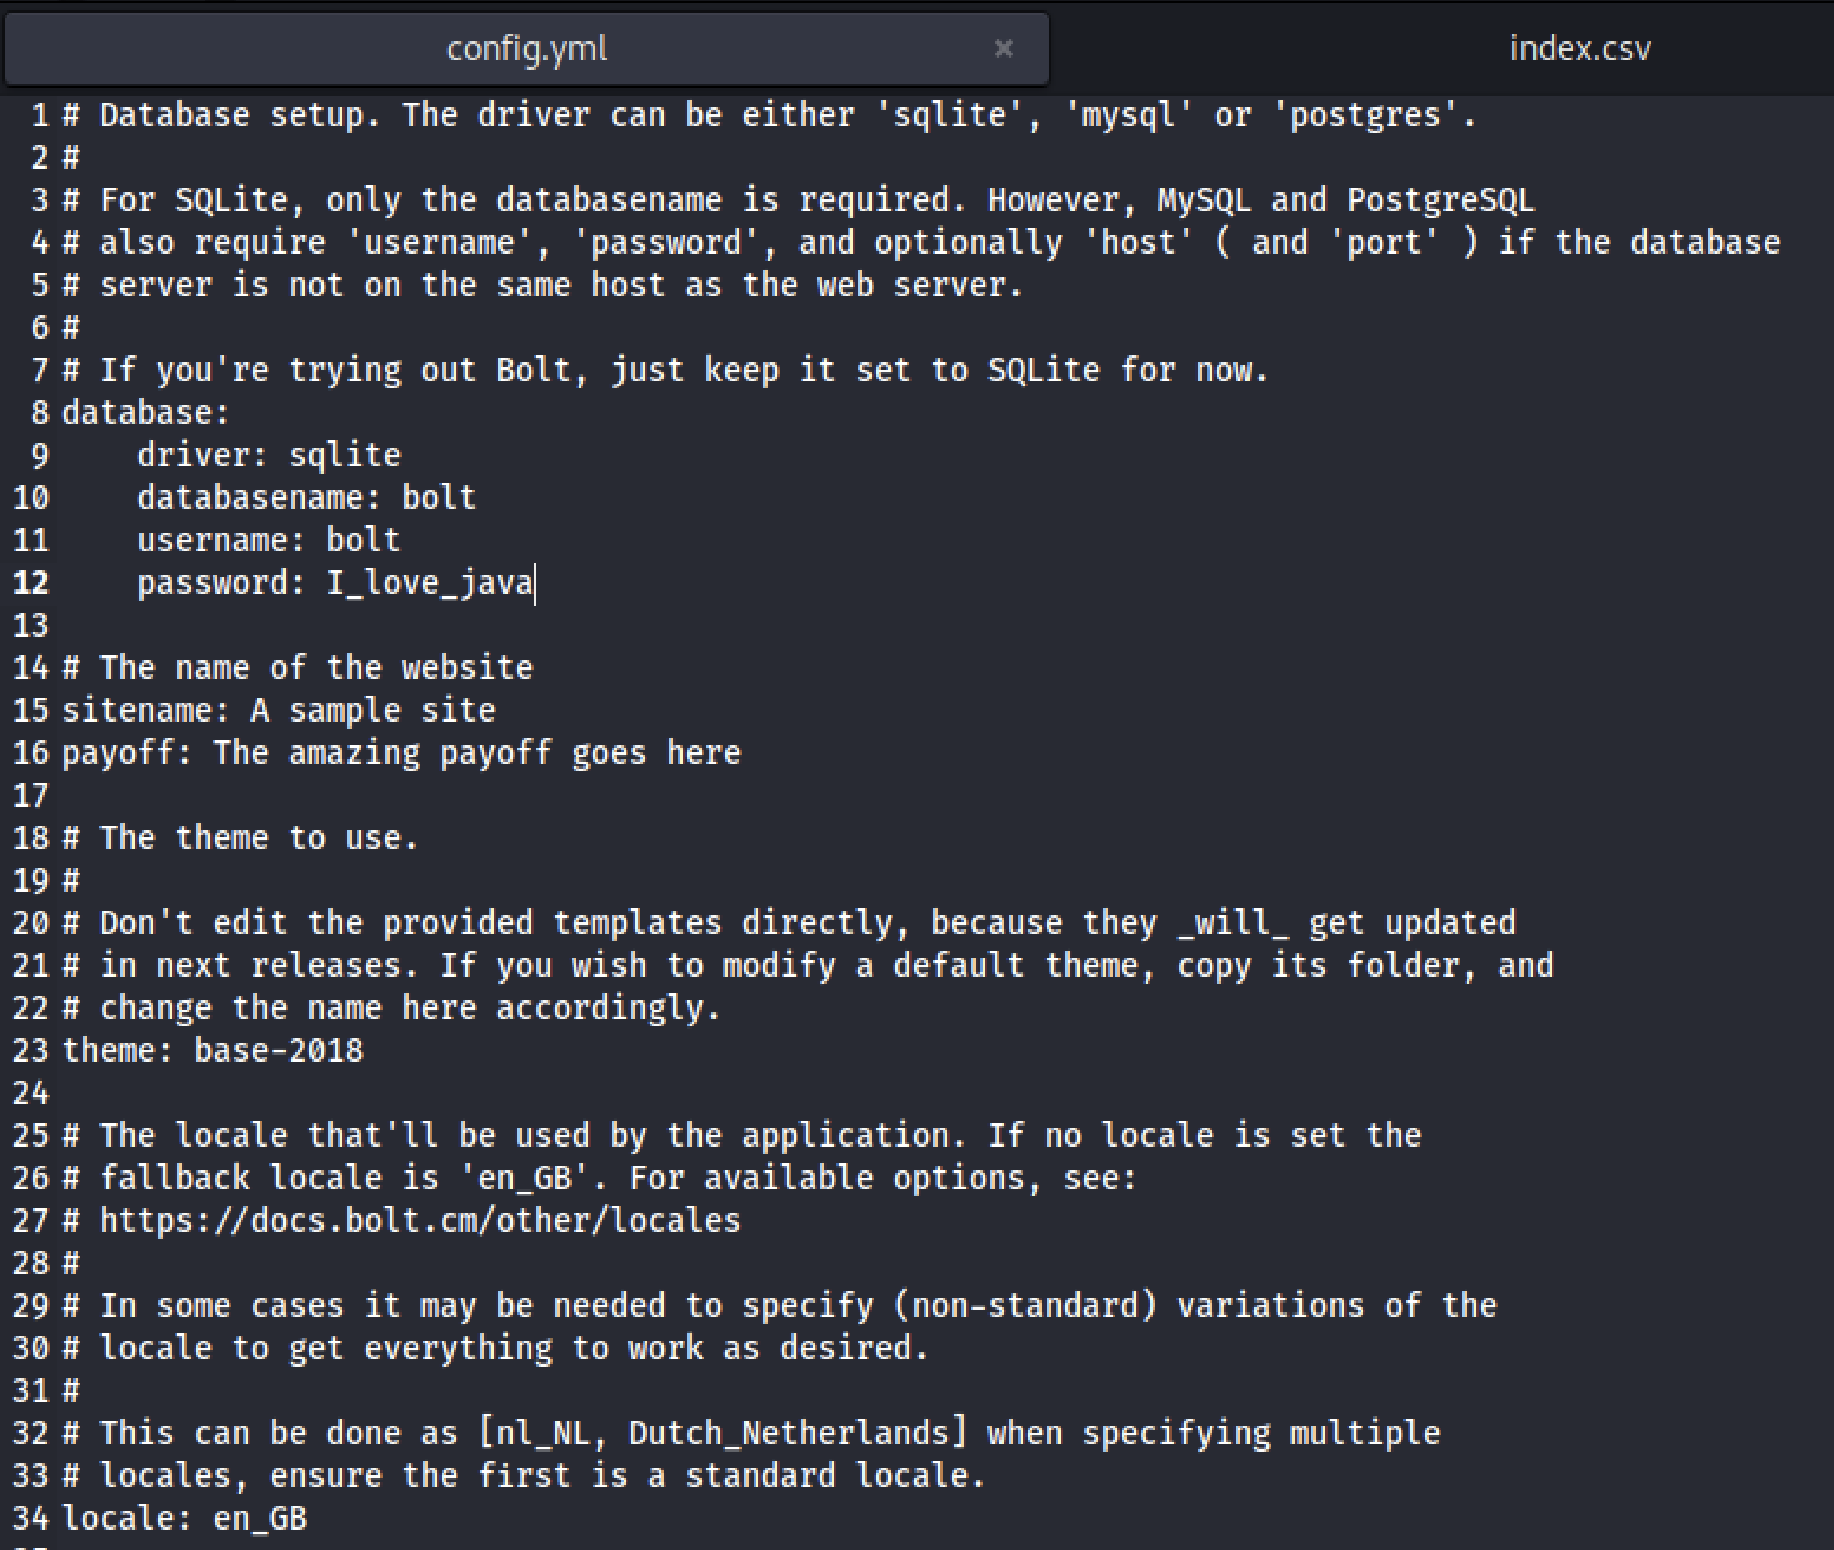 config.yml × index.csv
1 # Database setup. The driver can be either 'sqlite', 'mysql' or 'postgres'.
2 #
3 # For SQLite, only the databasename is required. However, MySQL and PostgreSQL
4 # also require 'username', 'password', and optionally 'host' ( and 'port' ) if the database
5 # server is not on the same host as the web server.
6 #
7 # If you're trying out Bolt, just keep it set to SQLite for now.
8 database:
9     driver: sqlite
10     databasename: bolt
11     username: bolt
12     password: I_love_java
13
14 # The name of the website
15 sitename: A sample site
16 payoff: The amazing payoff goes here
17
18 # The theme to use.
19 #
20 # Don't edit the provided templates directly, because they _will_ get updated
21 # in next releases. If you wish to modify a default theme, copy its folder, and
22 # change the name here accordingly.
23 theme: base-2018
24
25 # The locale that'll be used by the application. If no locale is set the
26 # fallback locale is 'en_GB'. For available options, see:
27 # https://docs.bolt.cm/other/locales
28 #
29 # In some cases it may be needed to specify (non-standard) variations of the
30 # locale to get everything to work as desired.
31 #
32 # This can be done as [nl_NL, Dutch_Netherlands] when specifying multiple
33 # locales, ensure the first is a standard locale.
34 locale: en_GB